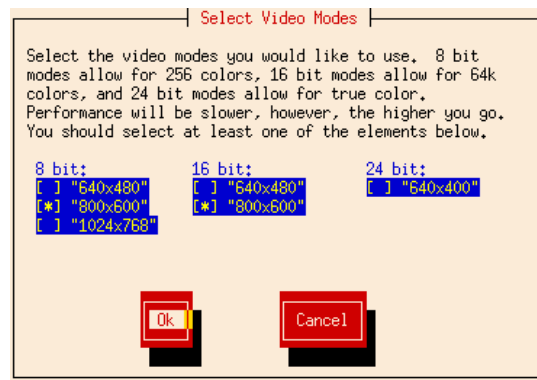 Select Video Modes
Select the video modes you would like to use.  8 bit
modes allow for 256 colors, 16 bit modes allow for 64k
colors, and 24 bit modes allow for true color.
Performance will be slower, however, the higher you go.
You should select at least one of the elements below.
8 bit: 16 bit: 24 bit:
[ ] "640x480" [ ] "640x480" [ ] "640x400"
[*] "800x600" [*] "800x600"
[ ] "1024x768"
Ok Cancel